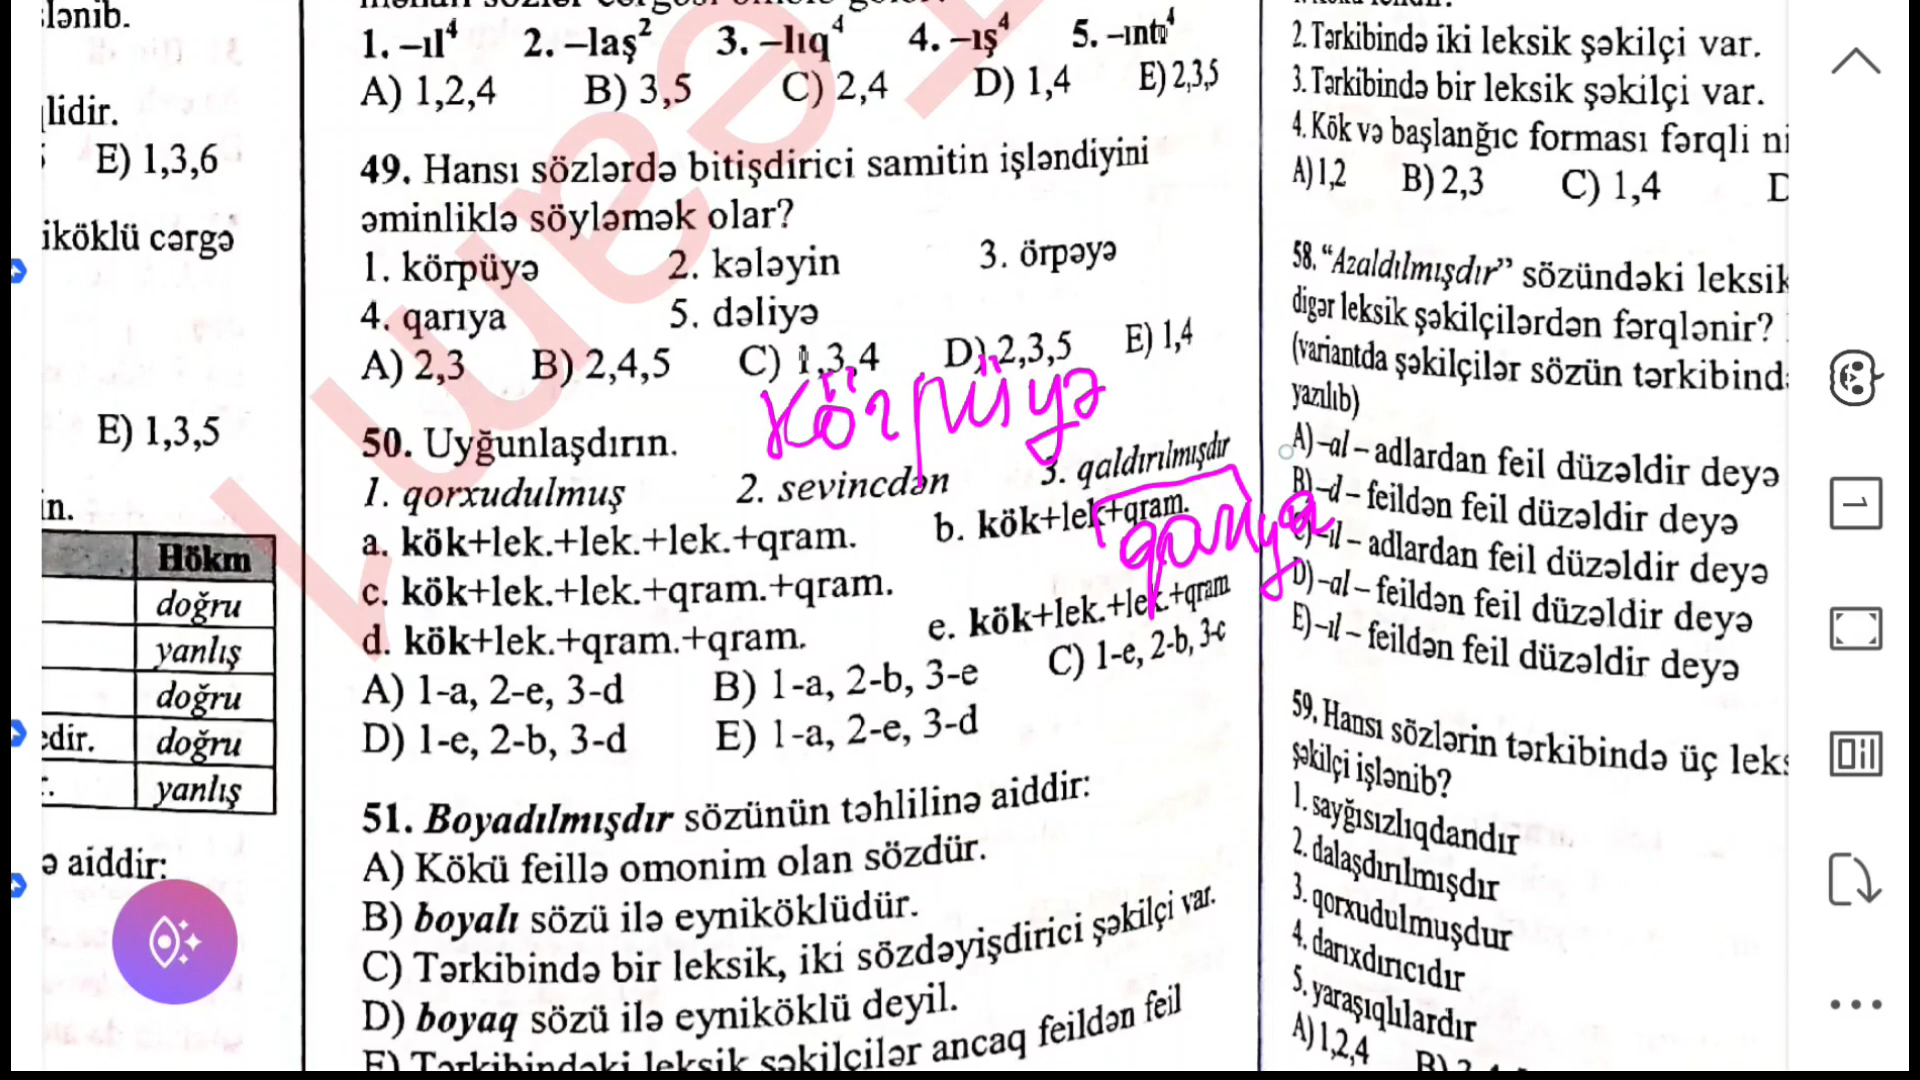 lənib.
lidir.
E) 1,3,6
iköklü cərgə
E) 1,3,5
in.
Hökm
doğru
yanlış
doğru
edir.
doğru
yanlış
ə aiddir:
1. –ıl⁴ 2. –laş² 3. –lıq⁴ 4. –ış⁴ 5. –ıntı⁴
A) 1,2,4 B) 3,5 C) 2,4 D) 1,4 E) 2,3,5
49. Hansı sözlərdə bitişdirici samitin işləndiyini
əminliklə söyləmək olar?
1. körpüyə 2. kələyin 3. örpəyə
4. qarıya 5. dəliyə
A) 2,3 B) 2,4,5 C) 1,3,4 D) 2,3,5 E) 1,4
körpüyə
50. Uyğunlaşdırın.
1. qorxudulmuş 2. sevincdən 3. qaldırılmışdır
qarıya
a. kök+lek.+lek.+lek.+qram. b. kök+lek+qram.
c. kök+lek.+lek.+qram.+qram.
d. kök+lek.+qram.+qram. e. kök+lek.+lek.+qram
A) 1-a, 2-e, 3-d B) 1-a, 2-b, 3-e C) 1-e, 2-b, 3-c
D) 1-e, 2-b, 3-d E) 1-a, 2-e, 3-d
51. Boyadılmışdır sözünün təhlilinə aiddir:
A) Kökü feillə omonim olan sözdür.
B) boyalı sözü ilə eyniköklüdür.
C) Tərkibində bir leksik, iki sözdəyişdirici şəkilçi var.
D) boyaq sözü ilə eyniköklü deyil.
E) Tərkibindəki leksik şəkilçilər ancaq feildən feil
2. Tərkibində iki leksik şəkilçi var.
3. Tərkibində bir leksik şəkilçi var.
4. Kök və başlanğıc forması fərqli ni
A) 1,2 B) 2,3 C) 1,4
58. “Azaldılmışdır” sözündəki leksik
digər leksik şəkilçilərdən fərqlənir?
(variantda şəkilçilər sözün tərkibind
yazılıb)
A) –al – adlardan feil düzəldir deyə
B) –d – feildən feil düzəldir deyə
C) –ıl – adlardan feil düzəldir deyə
D) –al – feildən feil düzəldir deyə
E) –ıl – feildən feil düzəldir deyə
59. Hansı sözlərin tərkibində üç leks
şəkilçi işlənib?
1. sayğısızlıqdandır
2. dalaşdırılmışdır
3. qorxudulmuşdur
4. darıxdırıcıdır
5. yaraşıqlılardır
A) 1,2,4